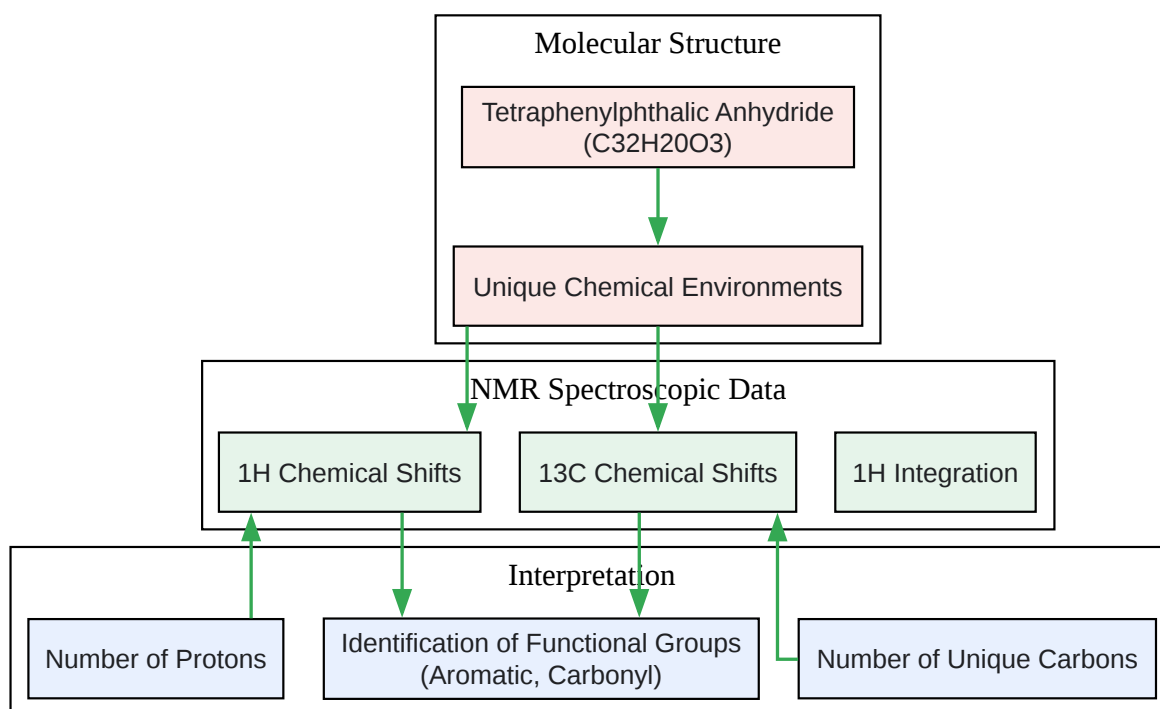 Molecular Structure
Tetraphenylphthalic Anhydride
(C32H20O3)
Unique Chemical Environments
NMR Spectroscopic Data
1H Chemical Shifts
13C Chemical Shifts
1H Integration
Interpretation
Number of Protons
Identification of Functional Groups
(Aromatic, Carbonyl)
Number of Unique Carbons